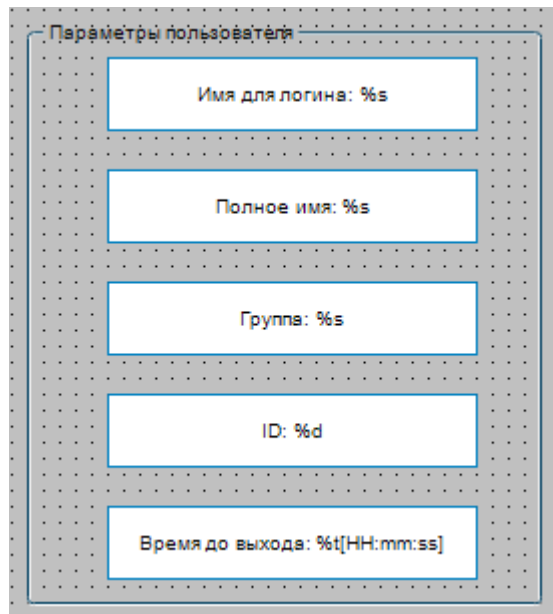 Параметры пользователя
Имя для логина: %s
Полное имя: %s
Группа: %s
ID: %d
Время до выхода: %t[HH:mm:ss]